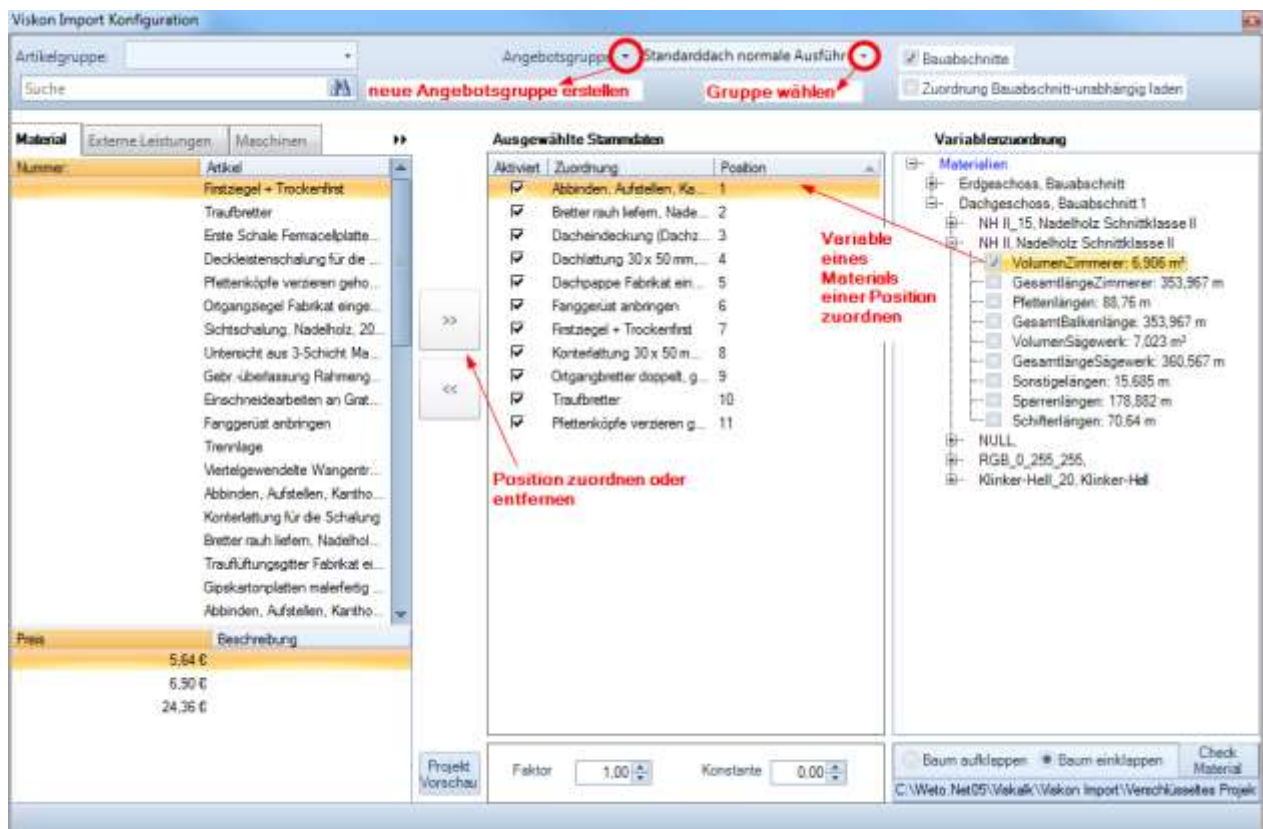 Viskon Import Konfiguration
Artikelgruppe:
Angebotsgruppe
Standarddach normale Ausführ
Bauabschnitte
Suche
neue Angebotsgruppe erstellen
Gruppe wählen
Zuordnung Bauabschnitt-unabhängig laden
Material
Externe Leistungen
Maschinen
Ausgewählte Stammdaten
Variablenzuordnung
Nummer
Artikel
Firstziegel + Trockenfirst
Traufbretter
Erste Schale Fermacellplatte...
Deckleistenschalung für die ...
Pfettenköpfe verzieren geho...
Ortgangziegel Fabrikat einge...
Sichtschalung, Nadelholz, 20...
Untersicht aus 3-Schicht Ma...
Gebr.-überlassung Rahmeng...
Einschneidearbeiten an Grat...
Fanggerüst anbringen
Trennlage
Viertelgewendelte Wangentr...
Abbinden, Aufstellen, Kantho...
Konterlattung für die Schalung
Bretter rauh liefern, Nadelhol...
Trauflüftungsgitter Fabrikat ei...
Gipskartonplatten malerfertig ...
Abbinden, Aufstellen, Kantho...
Preis
Beschreibung
5,64 €
6,90 €
24,36 €
>>
<<
Position zuordnen oder
entfernen
Projekt
Vorschau
Aktiviert
Zuordnung
Position
Abbinden, Aufstellen, Ka... 1
Bretter rauh liefern, Nade... 2
Dacheindeckung (Dachz... 3
Dachlattung 30 x 50 mm, ... 4
Dachpappe Fabrikat ein... 5
Fanggerüst anbringen 6
Firstziegel + Trockenfirst 7
Konterlattung 30 x 50 m... 8
Ortgangbretter doppelt, g... 9
Traufbretter 10
Pfettenköpfe verzieren g... 11
Variable
eines
Materials
einer Position
zuordnen
Faktor 1,00
Konstante 0,00
Materialien
Erdgeschoss, Bauabschnitt
Dachgeschoss, Bauabschnitt 1
NH II_15, Nadelholz Schnittklasse II
NH II, Nadelholz Schnittklasse II
VolumenZimmerer: 6,906 m³
GesamtlängeZimmerer: 353,967 m
Pfettenlängen: 88,76 m
GesamtBalkenlänge: 353,967 m
VolumenSägewerk: 7,023 m³
GesamtlängeSägewerk: 360,567 m
Sonstigelängen: 15,685 m
Sparrenlängen: 178,882 m
Schifterlängen: 70,64 m
NULL,
RGB_0_255_255,
Klinker-Hell_20, Klinker-Hell
Baum aufklappen
Baum einklappen
Check
Material
C:\Weto.Net05\Viskalk\Viskon Import\Verschlüsseltes Projek